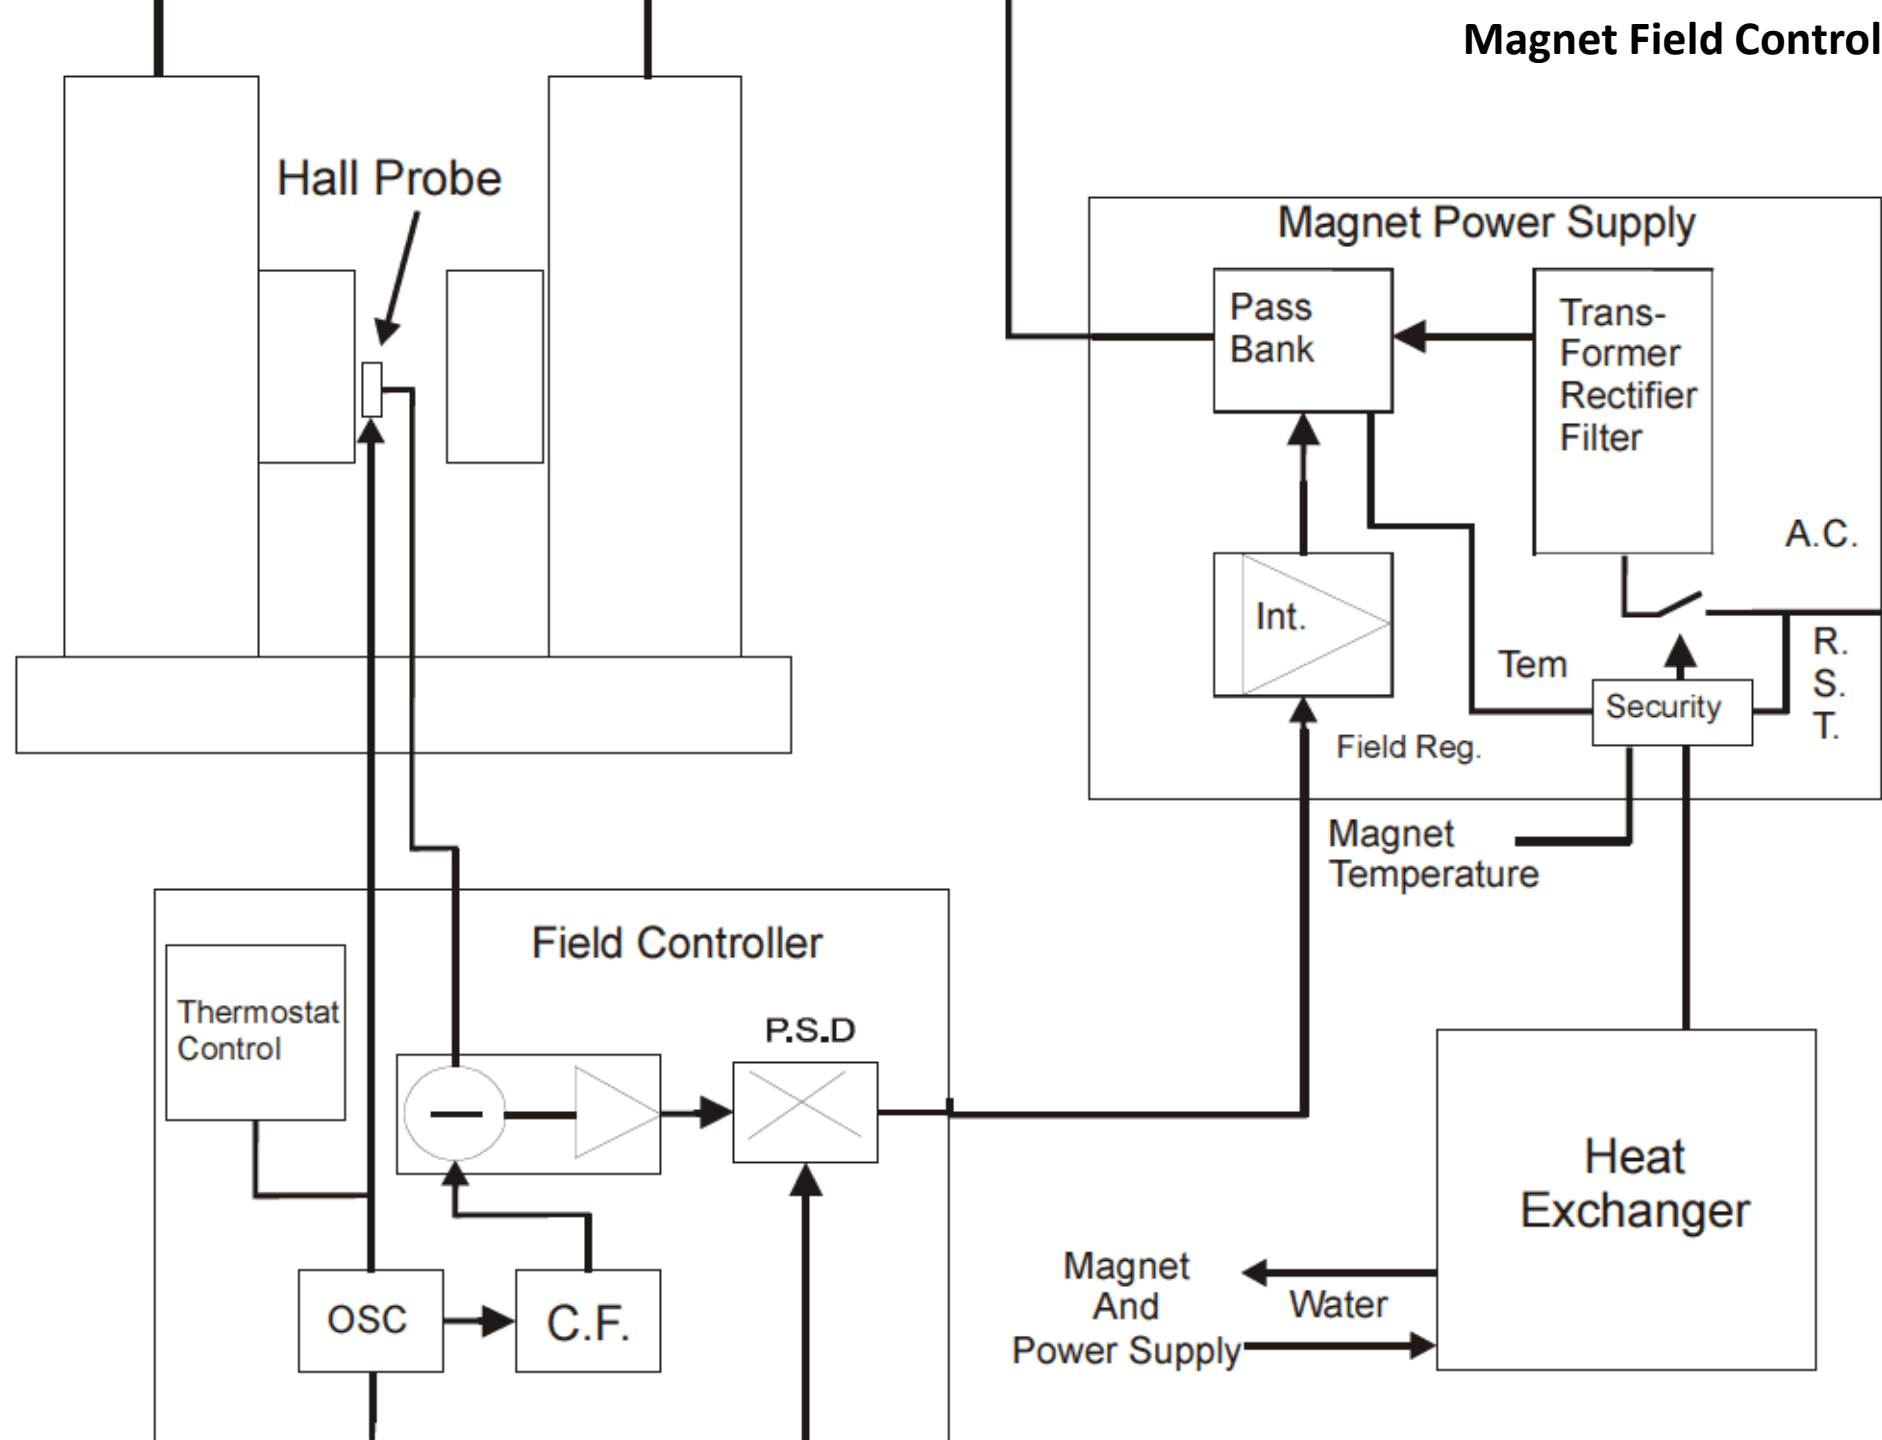 Magnet Field Control
Hall Probe
Magnet Power Supply
Pass
Bank
Trans-
Former
Rectifier
Filter
A.C.
Int.
Tem
R.
S.
T.
Security
Field Reg.
Magnet
Temperature
Field Controller
Thermostat
Control
P.S.D
Heat
Exchanger
OSC
C.F.
Magnet
And
Power Supply
Water